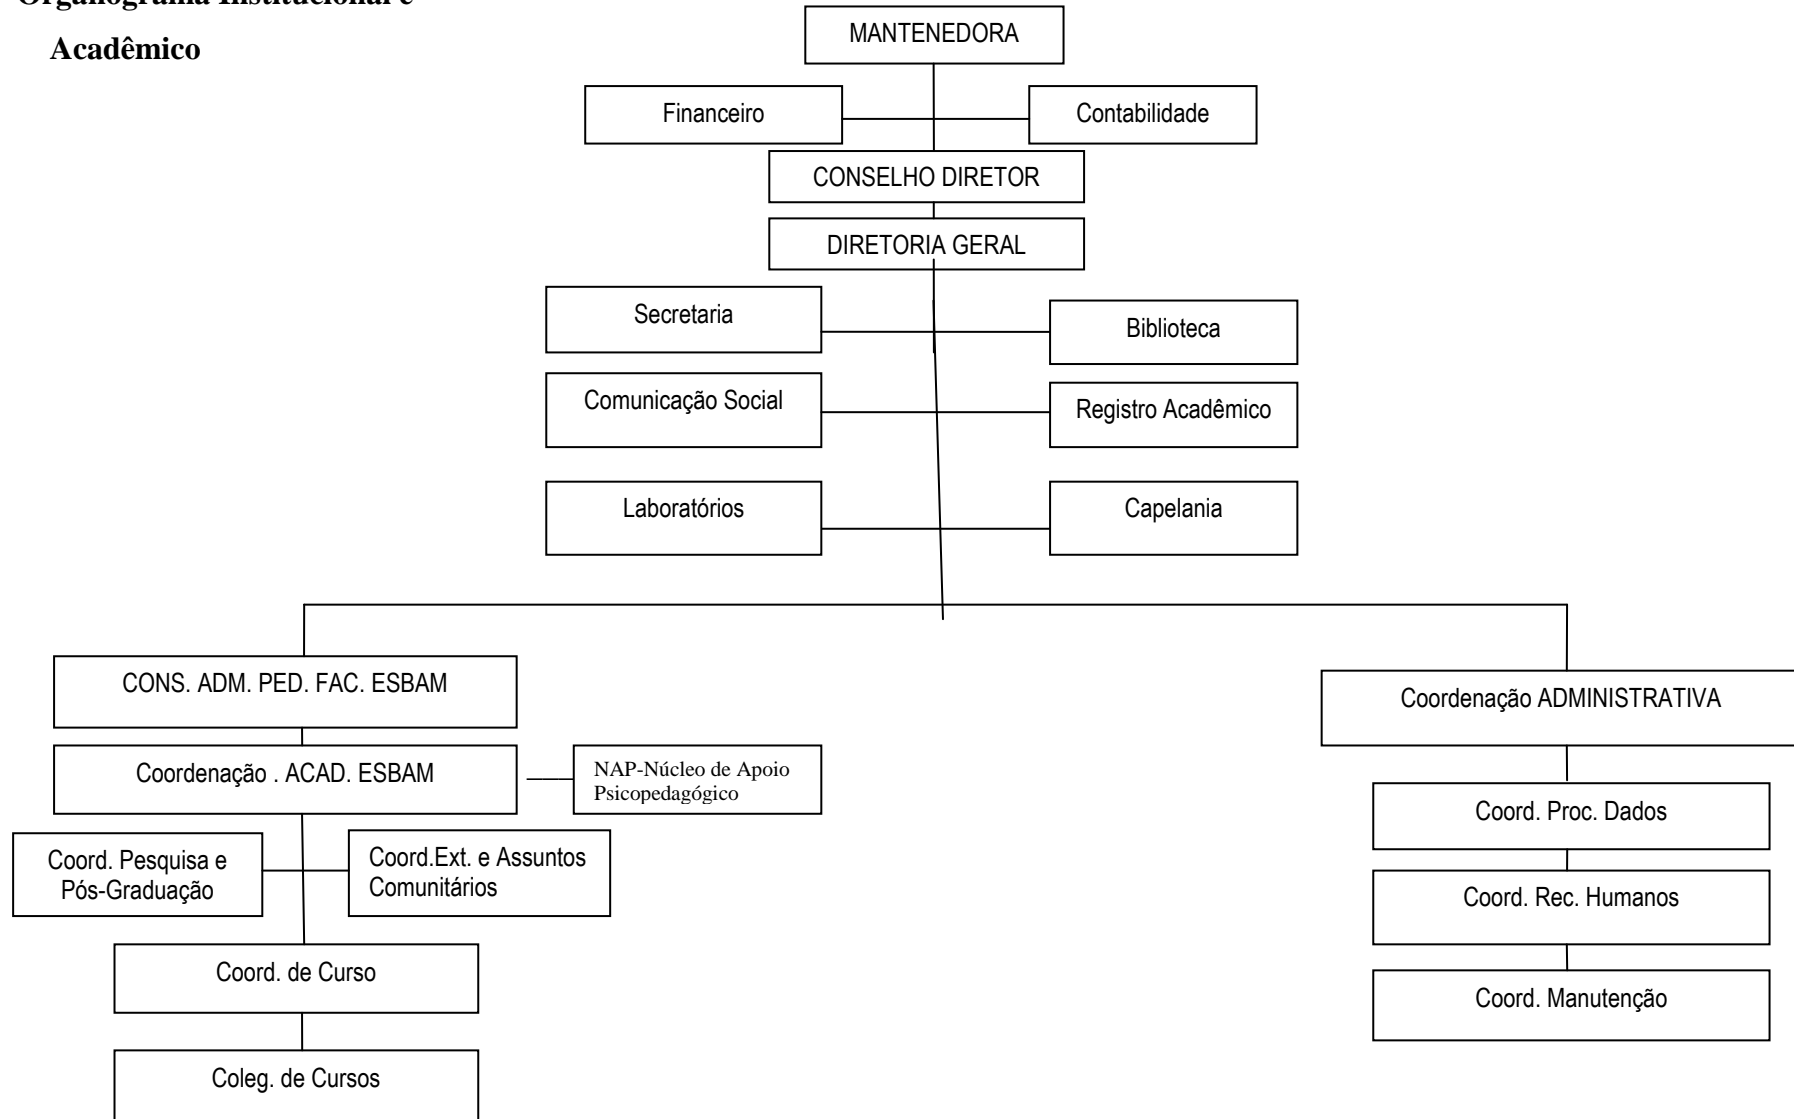 Organograma Institucional e
Acadêmico
MANTENEDORA
Financeiro
Contabilidade
CONSELHO DIRETOR
DIRETORIA GERAL
Secretaria
Biblioteca
Comunicação Social
Registro Acadêmico
Laboratórios
Capelania
CONS. ADM. PED. FAC. ESBAM
Coordenação ADMINISTRATIVA
Coordenação . ACAD. ESBAM
NAP-Núcleo de Apoio
Psicopedagógico
Coord. Pesquisa e
Pós-Graduação
Coord.Ext. e Assuntos
Comunitários
Coord. de Curso
Coleg. de Cursos
Coord. Proc. Dados
Coord. Rec. Humanos
Coord. Manutenção